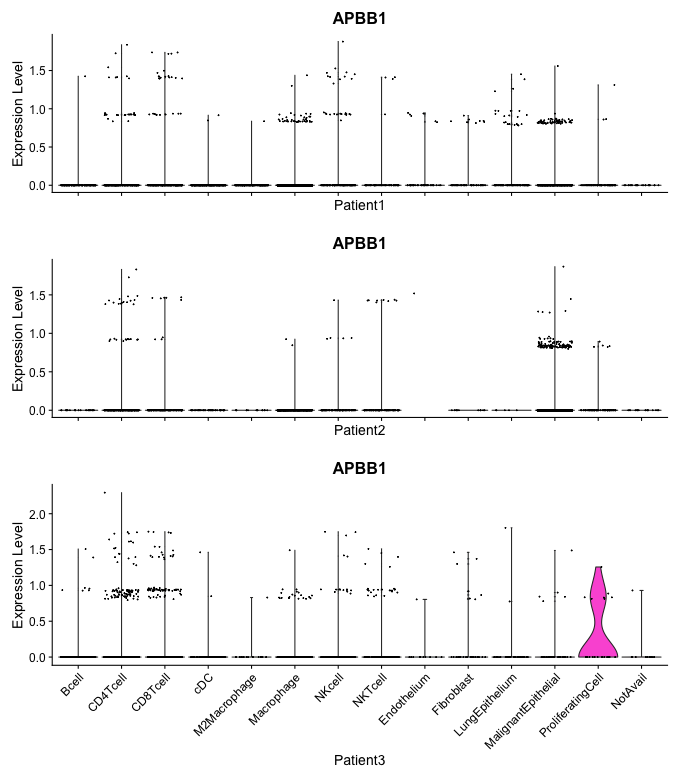 APBB1
Expression Level
1.5
1.0
0.5
0.0
Patient1
APBB1
Expression Level
1.5
1.0
0.5
0.0
Patient2
APBB1
Expression Level
2.0
1.5
1.0
0.5
0.0
Bcell
CD4Tcell
CD8Tcell
cDC
M2Macrophage
Macrophage
NKcell
NKTcell
Endothelium
Fibroblast
LungEpithelium
MalignantEpithelial
ProliferatingCell
NotAvail
Patient3